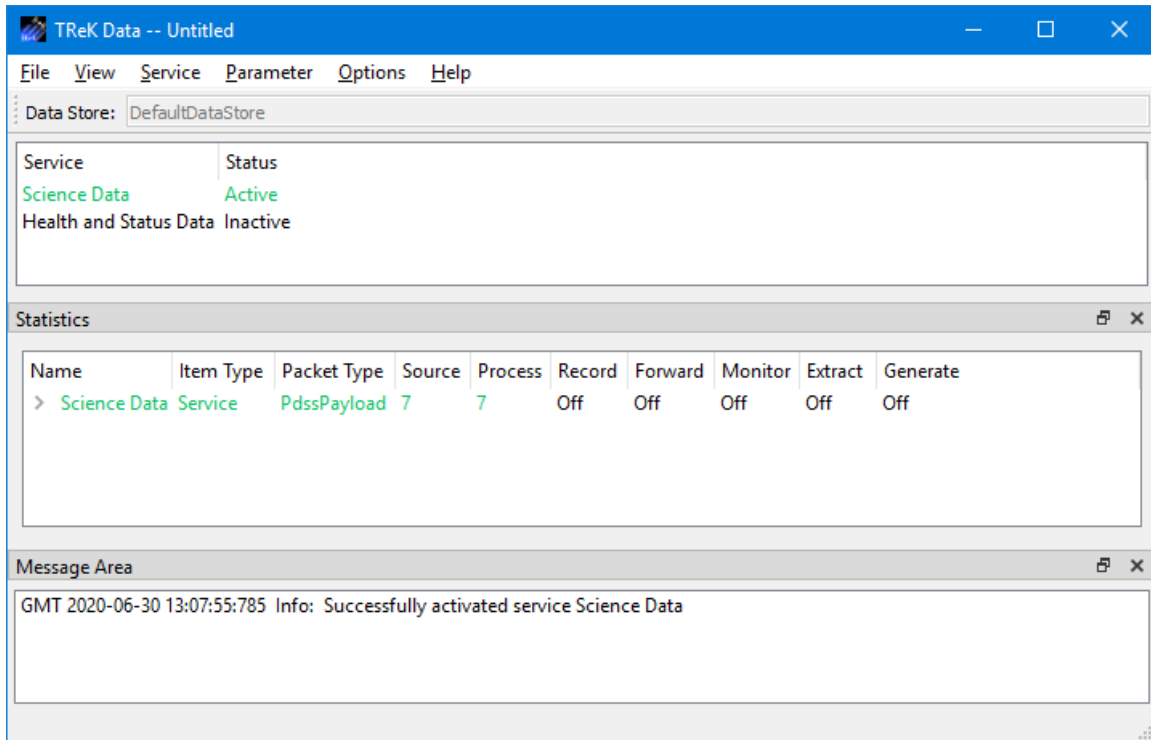 TReK Data -- Untitled
File View Service Parameter Options Help
Data Store: DefaultDataStore
Service Status
Science Data Active
Health and Status Data Inactive
Statistics
Name Item Type Packet Type Source Process Record Forward Monitor Extract Generate
Science Data Service PdssPayload 7 7 Off Off Off Off Off
Message Area
GMT 2020-06-30 13:07:55:785 Info: Successfully activated service Science Data